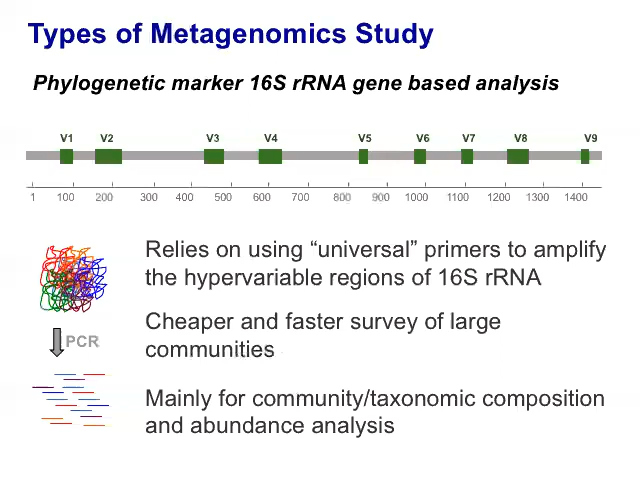 Types of Metagenomics Study
Phylogenetic marker 16S rRNA gene based analysis
V1 V2 V3 V4 V5 V6 V7 V8 V9
1 100 200 300 400 500 600 700 800 900 1000 1100 1200 1300 1400
Relies on using “universal” primers to amplify
the hypervariable regions of 16S rRNA
Cheaper and faster survey of large
communities
PCR
Mainly for community/taxonomic composition
and abundance analysis